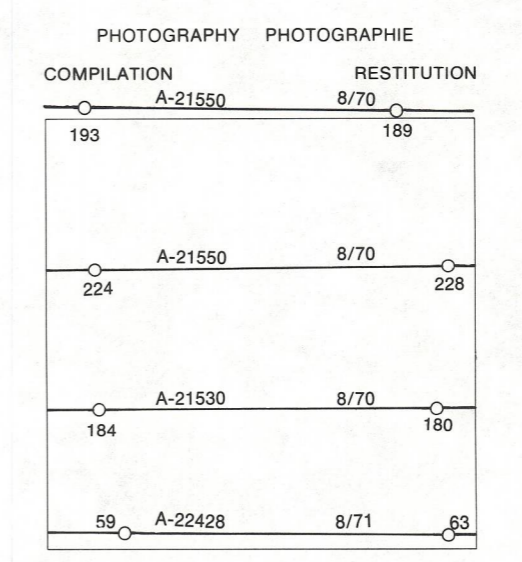 PHOTOGRAPHY PHOTOGRAPHIE
COMPILATION RESTITUTION
A-21550 8/70
193 189
A-21550 8/70
224 228
A-21530 8/70
184 180
59 A-22428 8/71 63